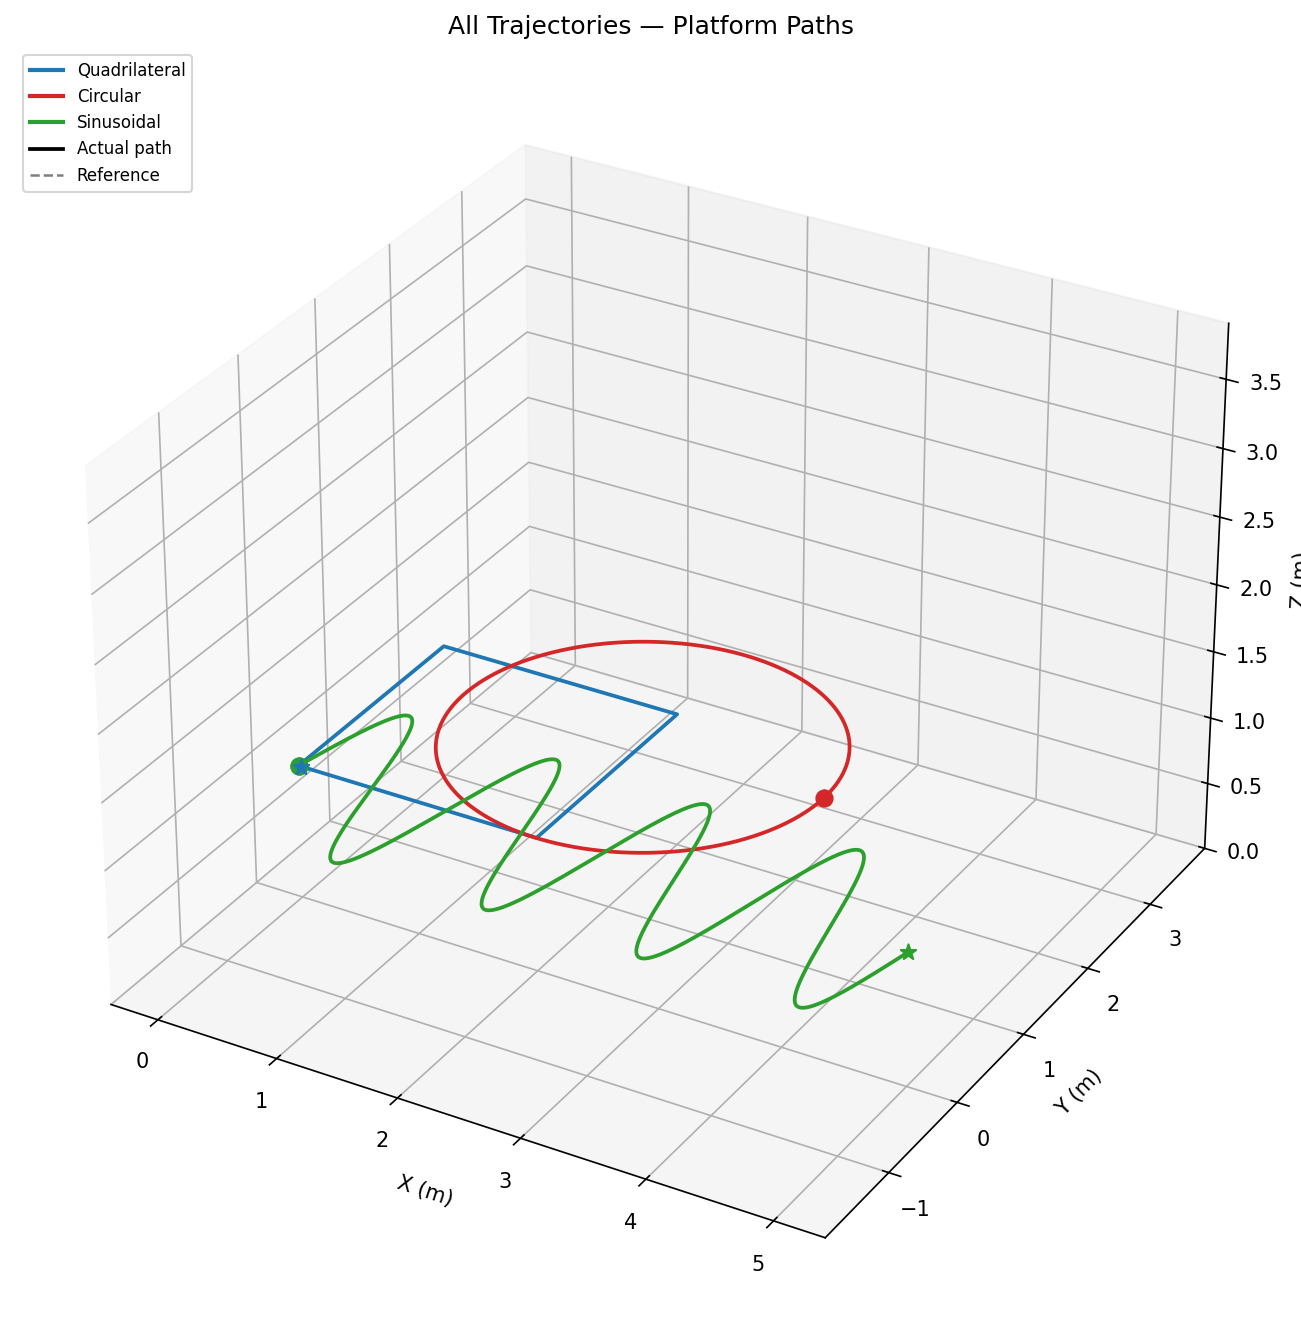 All Trajectories — Platform Paths
Quadrilateral
Circular
Sinusoidal
Actual path
Reference
3.5
3.0
2.5
2.0
Z (m)
1.5
1.0
0.5
0.0
3
2
1
0
−1
Y (m)
0
1
2
3
4
5
X (m)